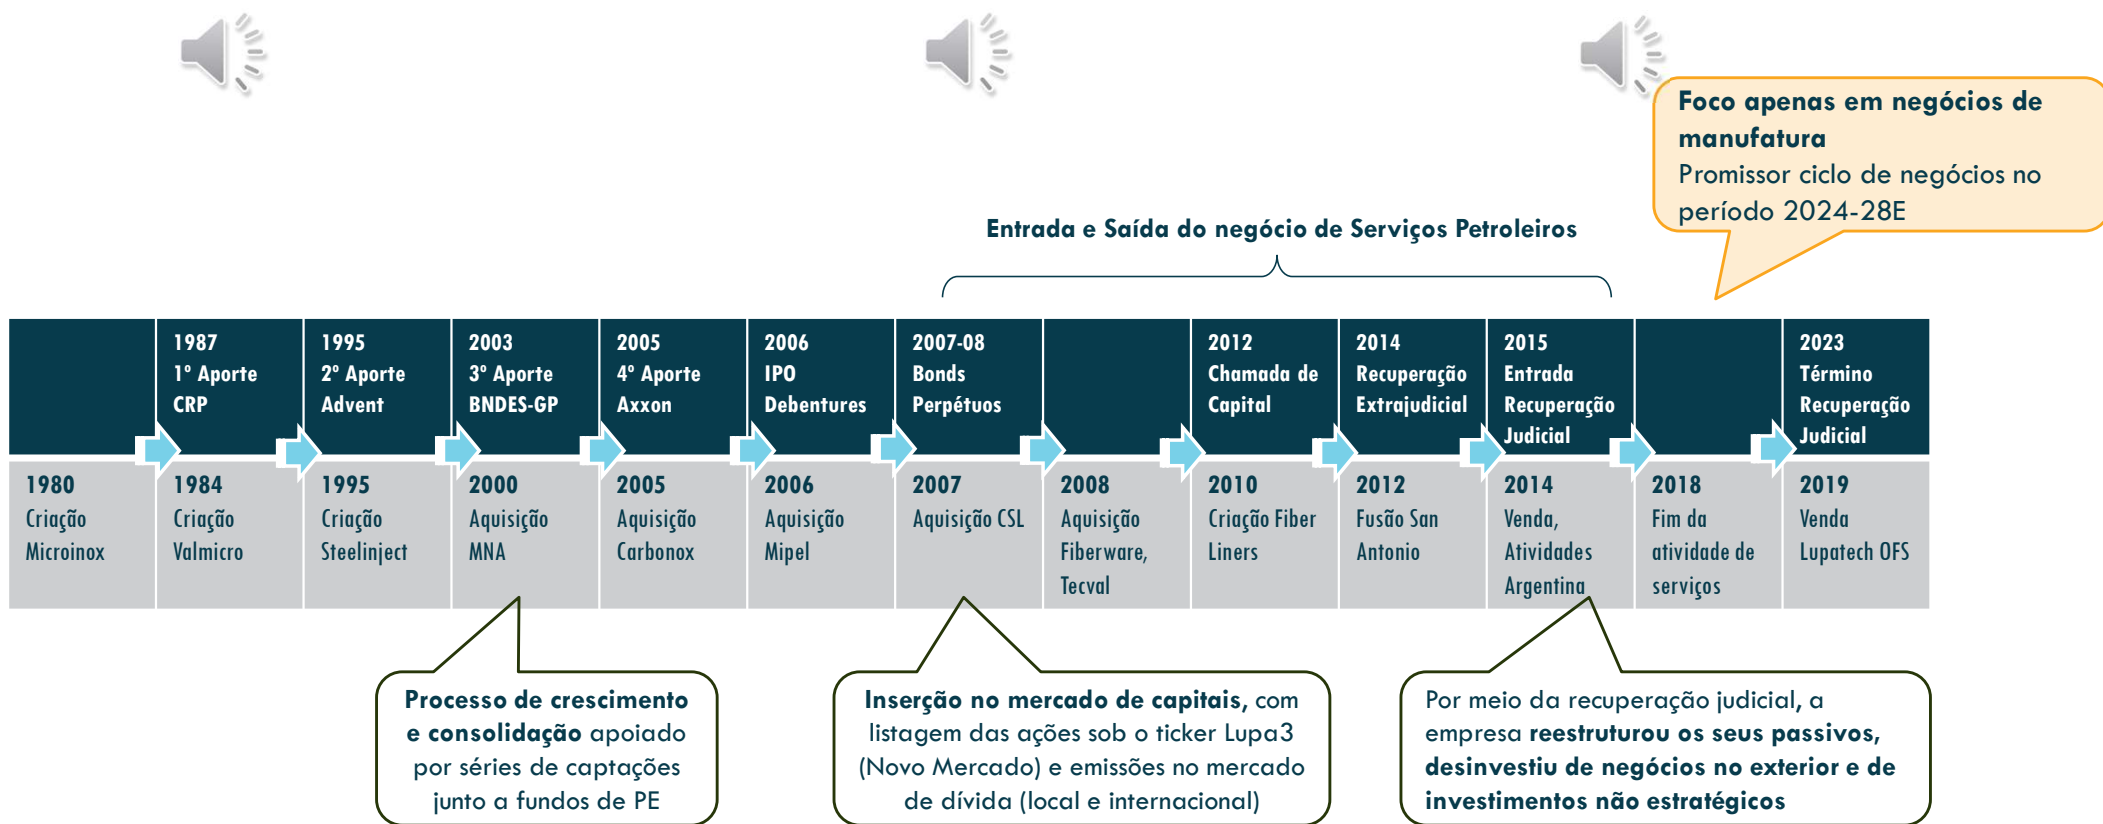 Foco apenas em negócios de
manufatura
Promissor ciclo de negócios no
período 2024-28E
Entrada e Saída do negócio de Serviços Petroleiros
1987
1º Aporte
CRP
1995
2º Aporte
Advent
2003
3º Aporte
BNDES-GP
2005
4º Aporte
Axxon
2006
IPO
Debentures
2007-08
Bonds
Perpétuos
2012
Chamada de
Capital
2014
Recuperação
Extrajudicial
2015
Entrada
Recuperação
Judicial
2023
Término
Recuperação
Judicial
1980
Criação
Microinox
1984
Criação
Valmicro
1995
Criação
Steelinject
2000
Aquisição
MNA
2005
Aquisição
Carbonox
2006
Aquisição
Mipel
2007
Aquisição CSL
2008
Aquisição
Fiberware,
Tecval
2010
Criação Fiber
Liners
2012
Fusão San
Antonio
2014
Venda,
Atividades
Argentina
2018
Fim da
atividade de
serviços
2019
Venda
Lupatech OFS
Processo de crescimento
e consolidação apoiado
por séries de captações
junto a fundos de PE
Inserção no mercado de capitais, com
listagem das ações sob o ticker Lupa3
(Novo Mercado) e emissões no mercado
de dívida (local e internacional)
Por meio da recuperação judicial, a
empresa reestruturou os seus passivos,
desinvestiu de negócios no exterior e de
investimentos não estratégicos